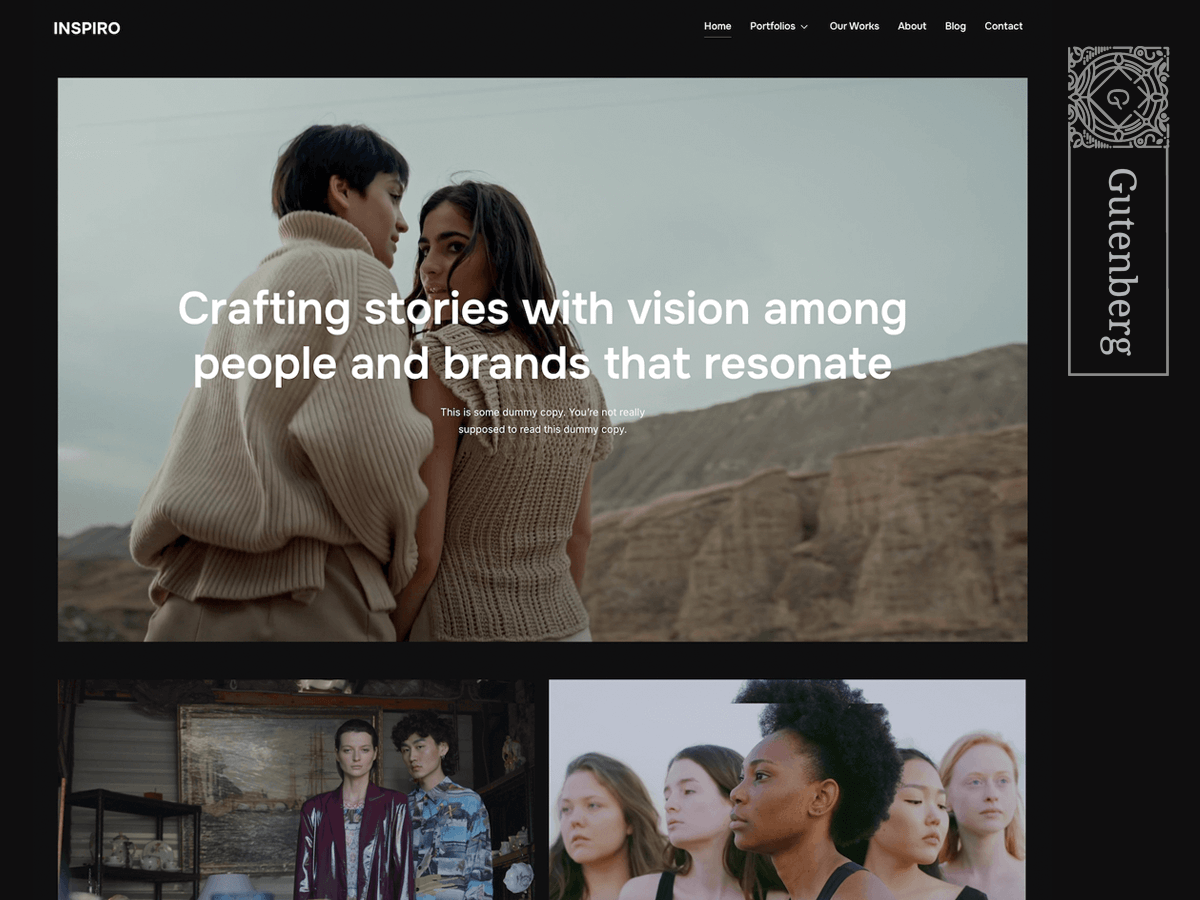 INSPIRO
Home Portfolios Our Works About Blog Contact
G
Gutenberg
Crafting stories with vision among
people and brands that resonate
This is some dummy copy. You're not really
supposed to read this dummy copy.